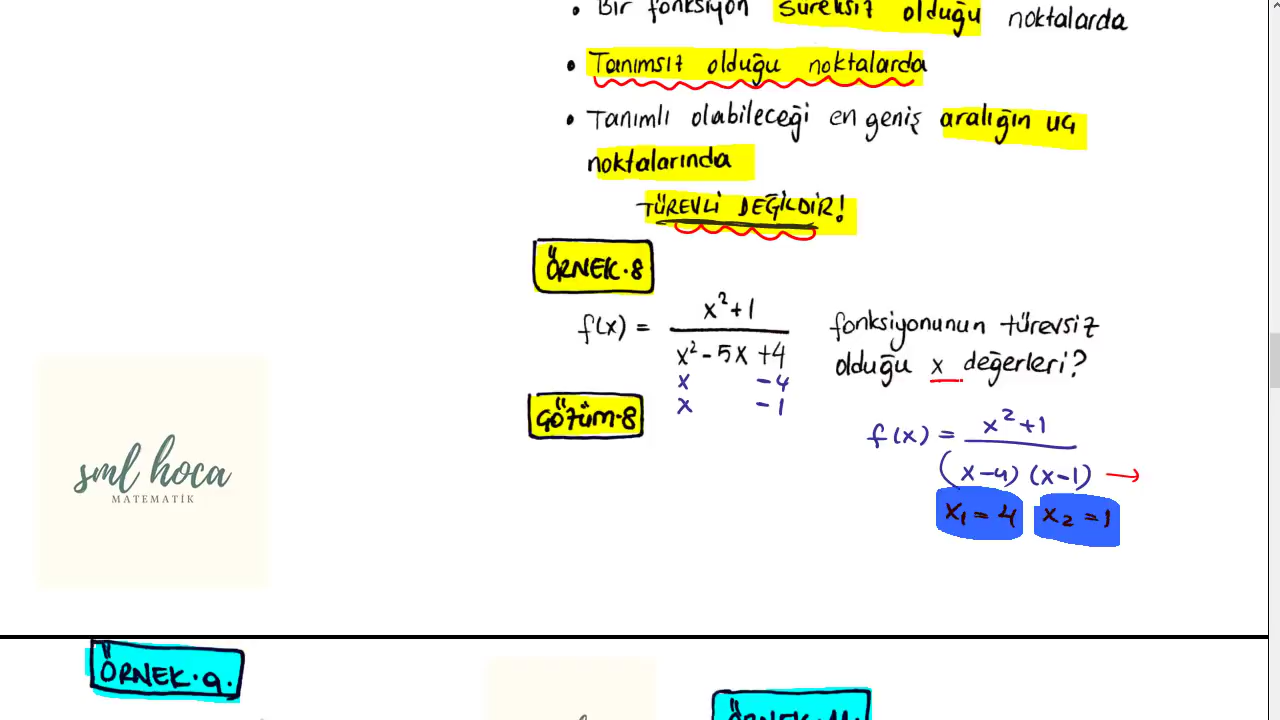 • Bir fonksiyon süreksiz olduğu noktalarda
• Tanımsız olduğu noktalarda
• Tanımlı olabileceği en geniş aralığın uç
noktalarında
TÜREVLİ DEĞİLDİR!
ÖRNEK.8
f(x) = x²+1 / x²-5x+4 fonksiyonunun türevsiz
olduğu x değerleri?
x -4
x -1
ÇÖZÜM.8
f(x) = x²+1 / (x-4) (x-1) →
x₁ = 4 x₂ = 1
sml hoca
MATEMATİK
ÖRNEK.9.
ÖRNEK.11.